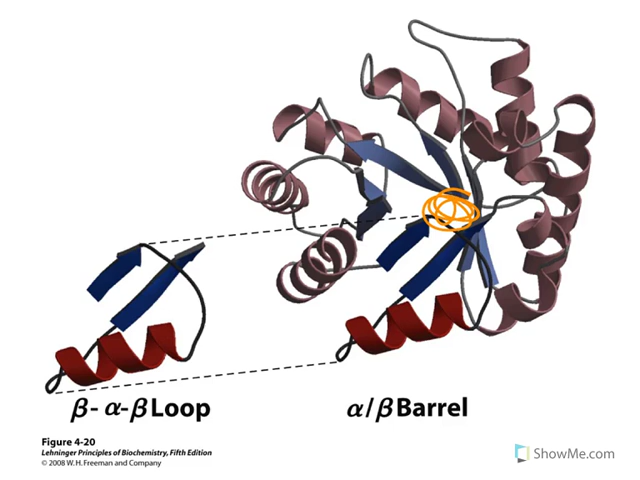 β- α-β Loop
α/β Barrel
Figure 4-20
Lehninger Principles of Biochemistry, Fifth Edition
© 2008 W. H. Freeman and Company
ShowMe.com